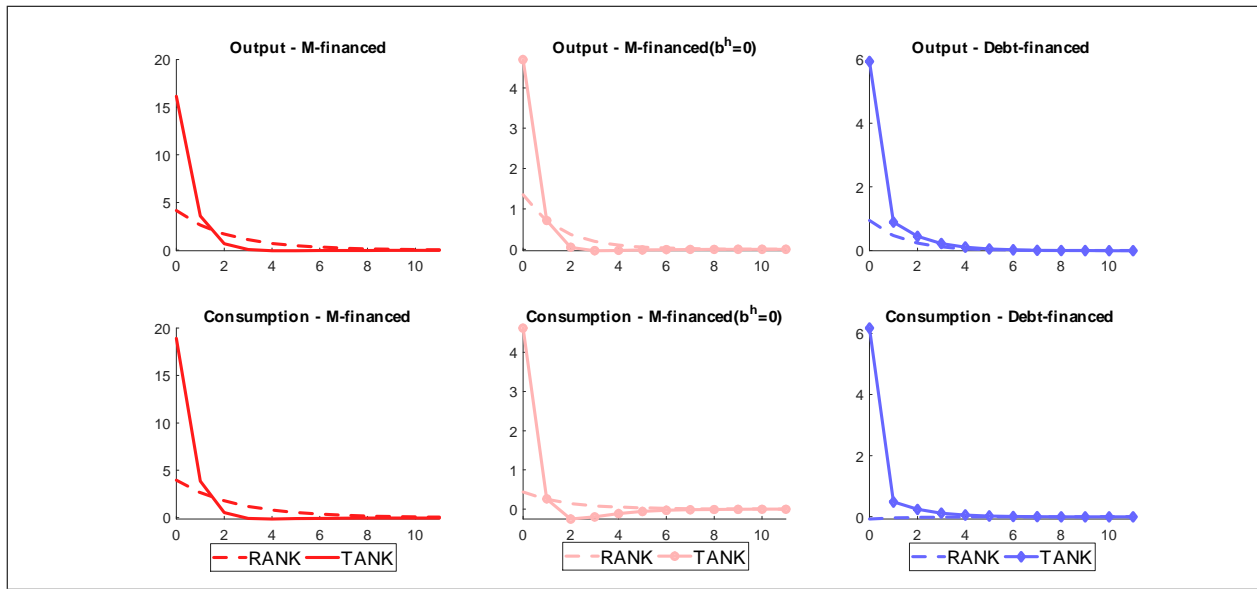 Output - M-financed
20
15
10
5
0
0 2 4 6 8 10
Output - M-financed(b^h=0)
4
3
2
1
0
0 2 4 6 8 10
Output - Debt-financed
6
4
2
0
0 2 4 6 8 10
Consumption - M-financed
20
15
10
5
0
0 2 4 6 8 10
RANK TANK
Consumption - M-financed(b^h=0)
4
3
2
1
0
0 2 4 6 8 10
RANK TANK
Consumption - Debt-financed
6
4
2
0
0 2 4 6 8 10
RANK TANK